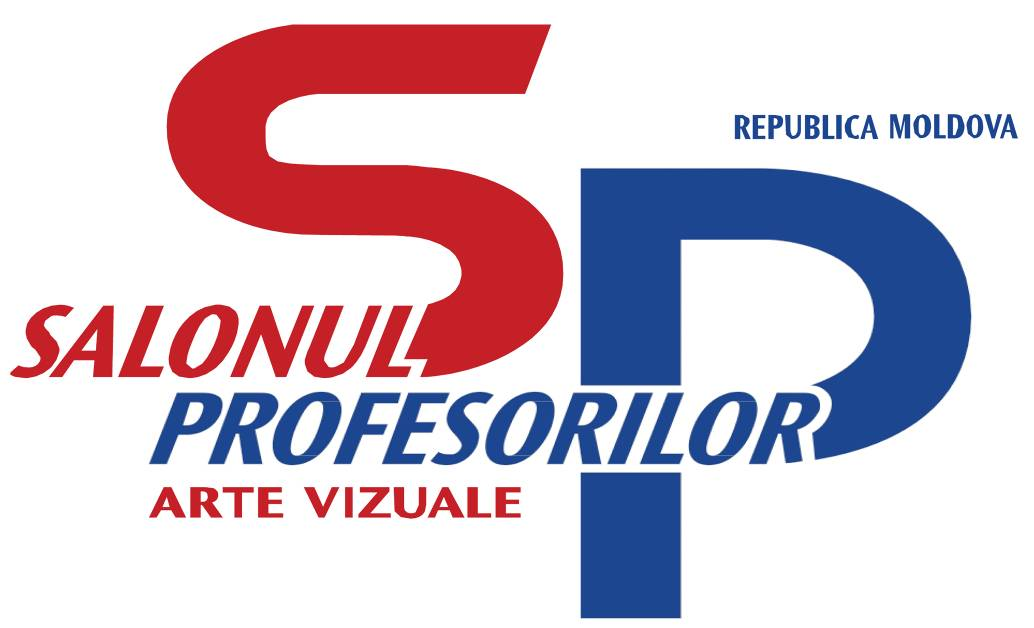 SP
REPUBLICA MOLDOVA
SALONUL
PROFESORILOR
ARTE VIZUALE